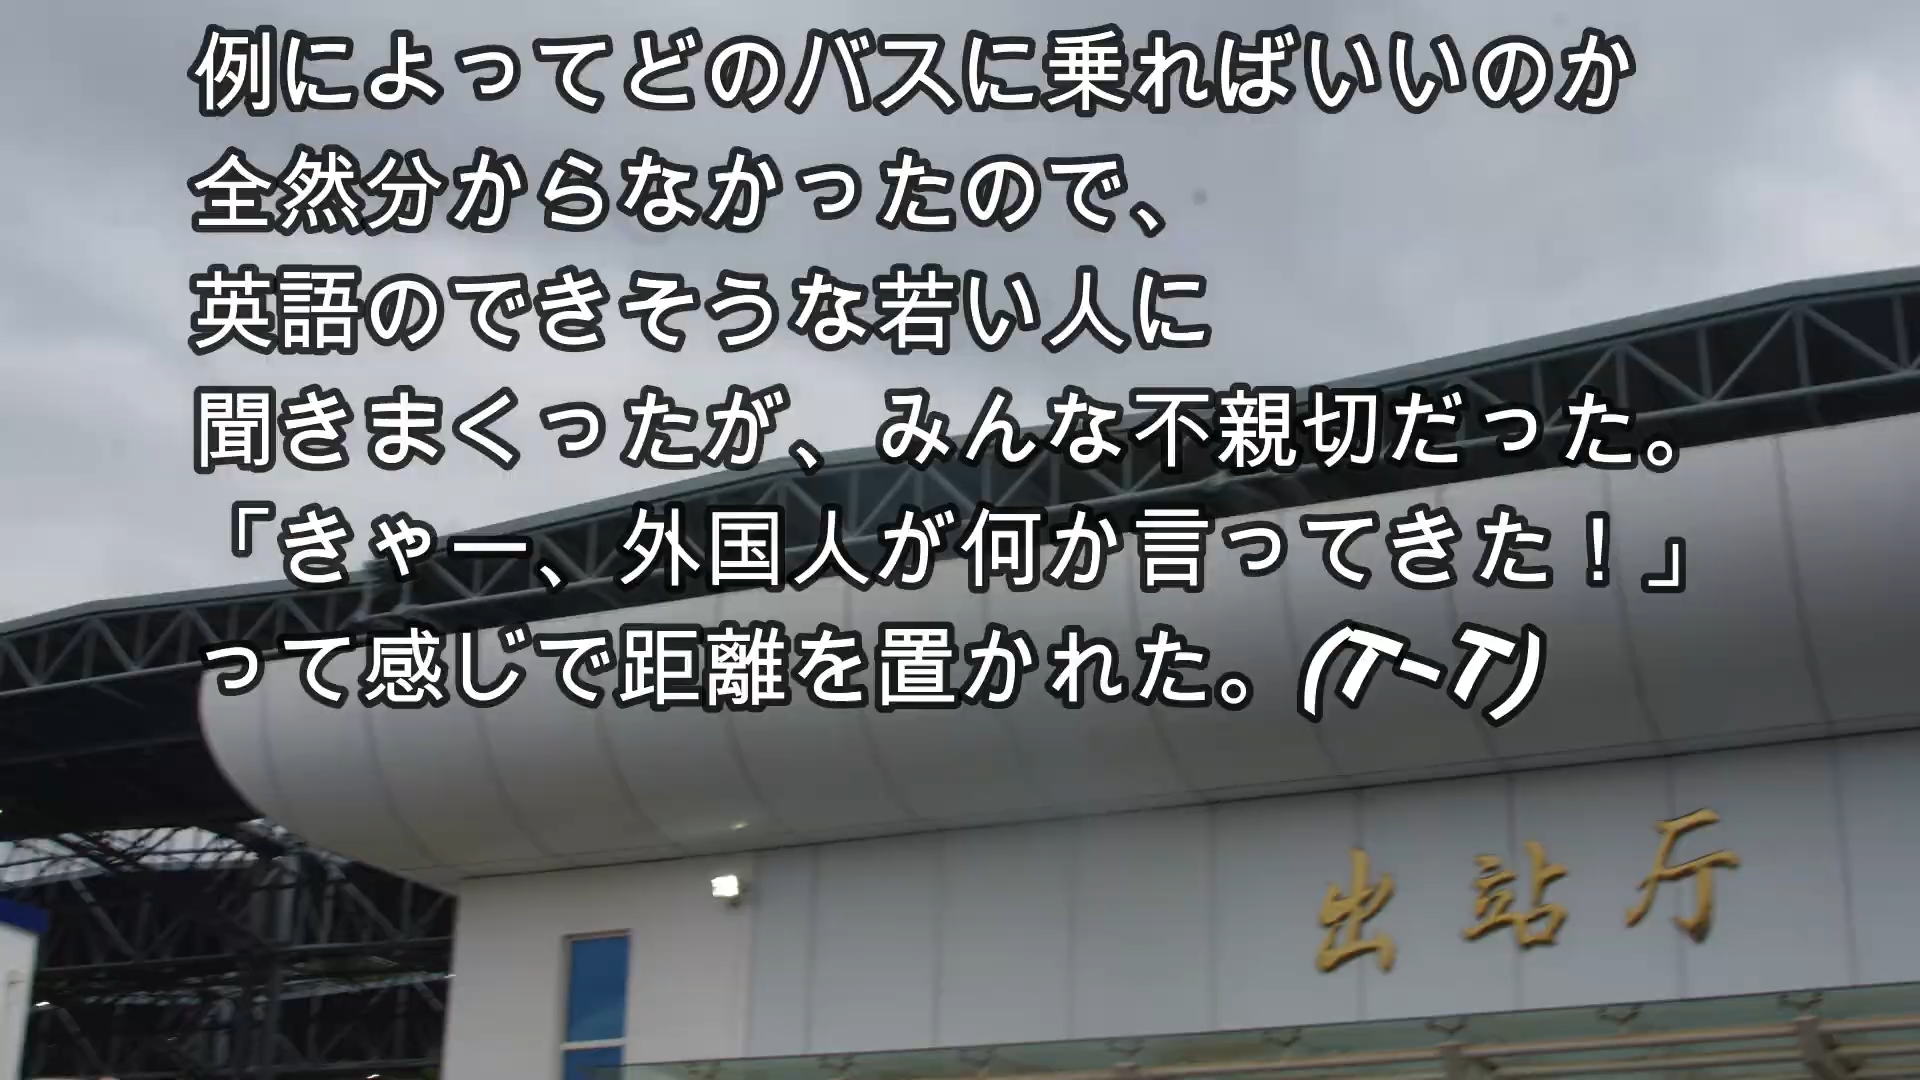 例によってどのバスに乗ればいいのか
全然分からなかったので、
英語のできそうな若い人に
聞きまくったが、みんな不親切だった。
「きゃー、外国人が何か言ってきた！」
って感じで距離を置かれた。(T-T)
出站厅